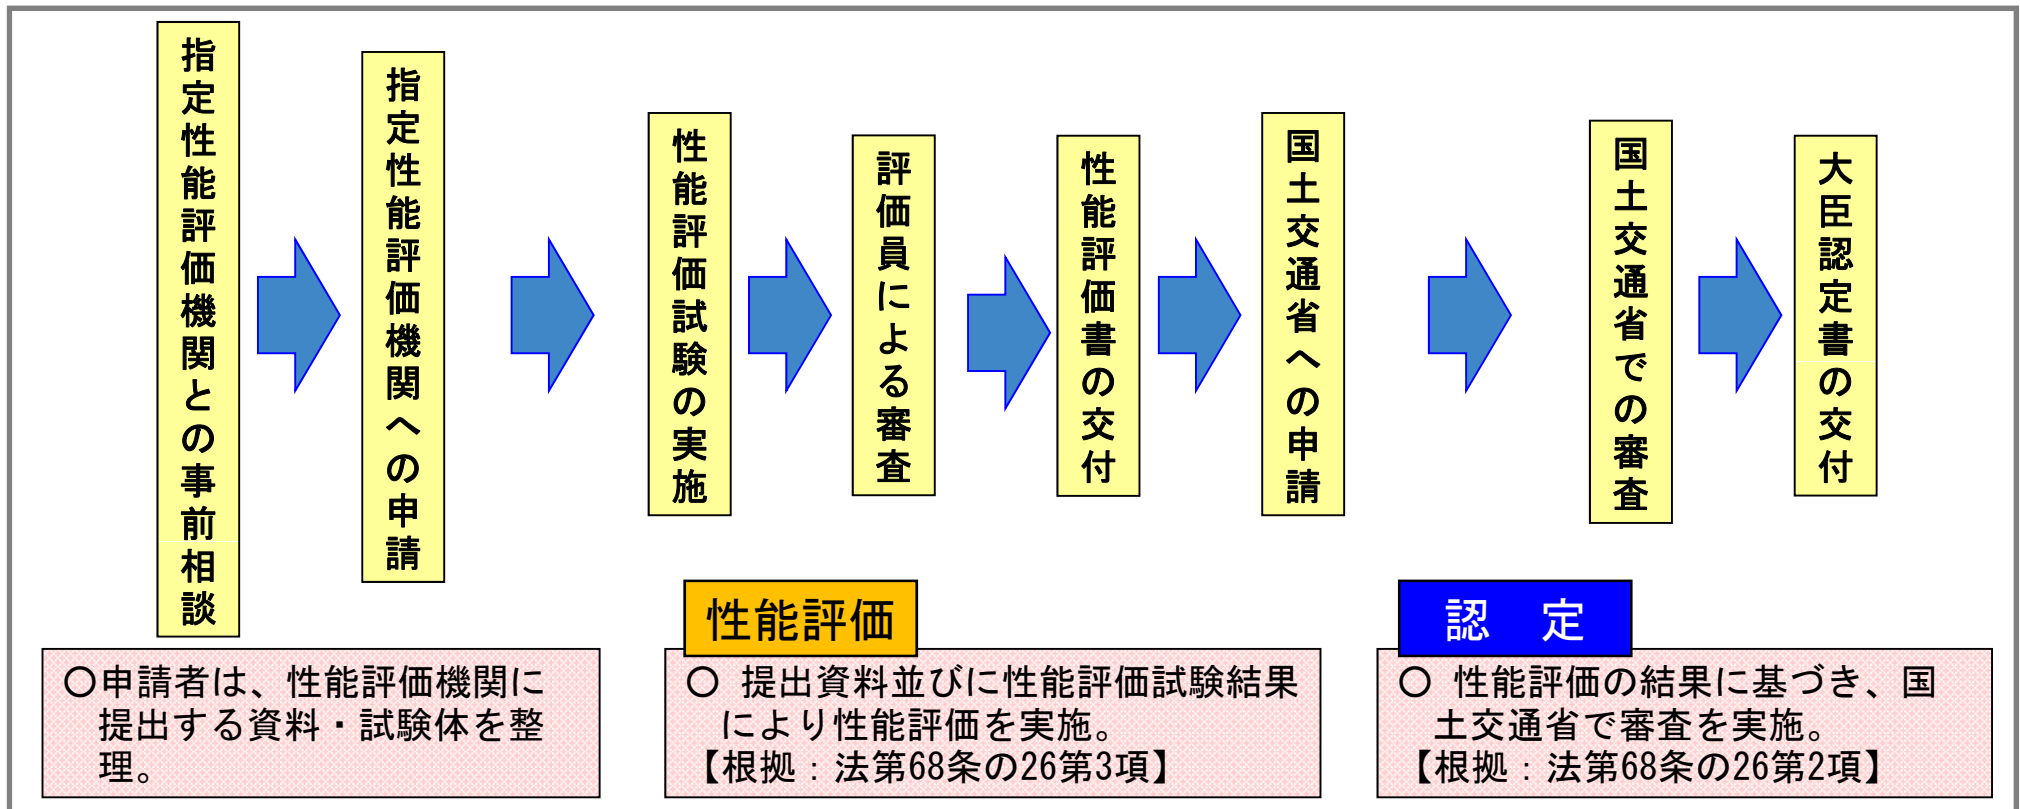 指定性能評価機関との事前相談
指定性能評価機関への申請
性能評価試験の実施
評価員による審査
性能評価書の交付
国土交通省への申請
国土交通省での審査
大臣認定書の交付
〇申請者は、性能評価機関に
提出する資料・試験体を整
理。
性能評価
〇 提出資料並びに性能評価試験結果
により性能評価を実施。
【根拠：法第68条の26第3項】
認　定
〇 性能評価の結果に基づき、国
土交通省で審査を実施。
【根拠：法第68条の26第2項】